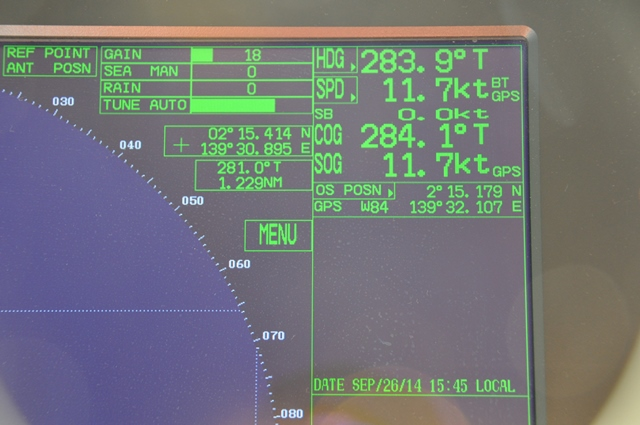 REF POINT
ANT POSN
GAIN 18
SEA MAN 0
RAIN 0
TUNE AUTO
HDG 283.9°T
SPD 11.7kt BT GPS
SB 0.0kt
COG 284.1°T
SOG 11.7kt GPS
OS POSN 2°15.179 N
GPS W84 139°32.107 E
+ 02°15.414 N
139°30.895 E
281.0°T
1.229NM
MENU
030
040
050
060
070
080
DATE SEP/26/14 15:45 LOCAL